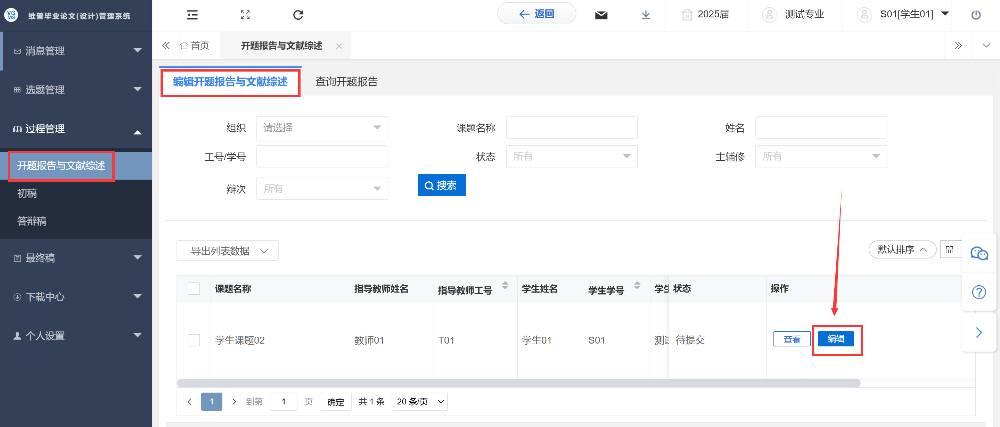 VG
MS
维普毕业论文(设计)管理系统
返回
2025届
测试专业
S01[学生01]
消息管理
选题管理
过程管理
开题报告与文献综述
初稿
答辩稿
最终稿
下载中心
个人设置
首页
开题报告与文献综述
编辑开题报告与文献综述
查询开题报告
组织
请选择
课题名称
姓名
工号/学号
状态
所有
主辅修
所有
辩次
所有
搜索
导出列表数据
默认排序
课题名称
指导教师姓名
指导教师工号
学生姓名
学生学号
学生
状态
操作
学生课题02
教师01
T01
学生01
S01
测试
待提交
查看
编辑
1
到第
1
页
确定
共 1 条
20 条/页